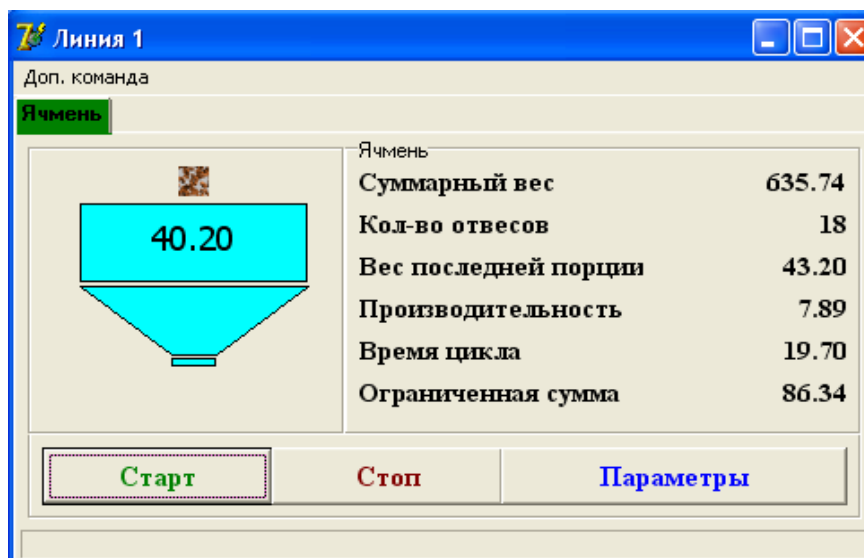 Линия 1
Доп. команда
Ячмень
Ячмень
40.20
Суммарный вес 635.74
Кол-во отвесов 18
Вес последней порции 43.20
Производительность 7.89
Время цикла 19.70
Ограниченная сумма 86.34
Старт Стоп Параметры